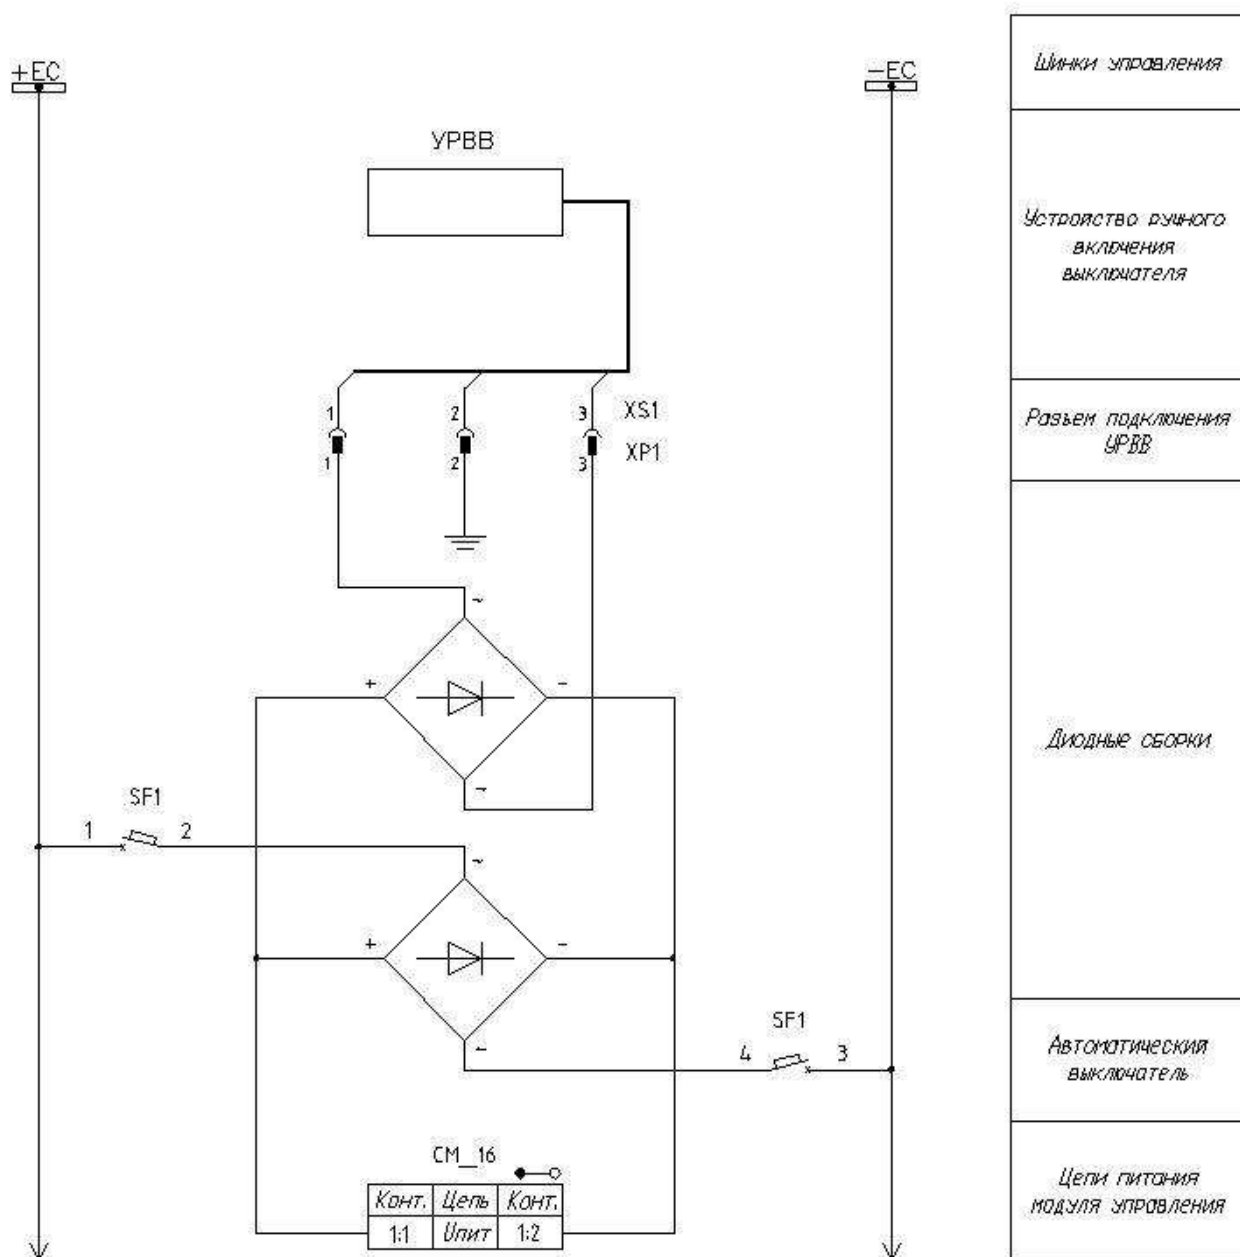 +EC
-EC
Шинки управления
УРВВ
Устройство ручного
включения
выключателя
1
2
3
XS1
1
2
3
XP1
Разъем подключения
УРВВ
~
+
-
~
Диодные сборки
SF1
1
2
~
+
-
~
SF1
4
3
Автоматический
выключатель
CM_16
Конт. Цепь Конт.
1:1 Uпит 1:2
Цепи питания
модуля управления